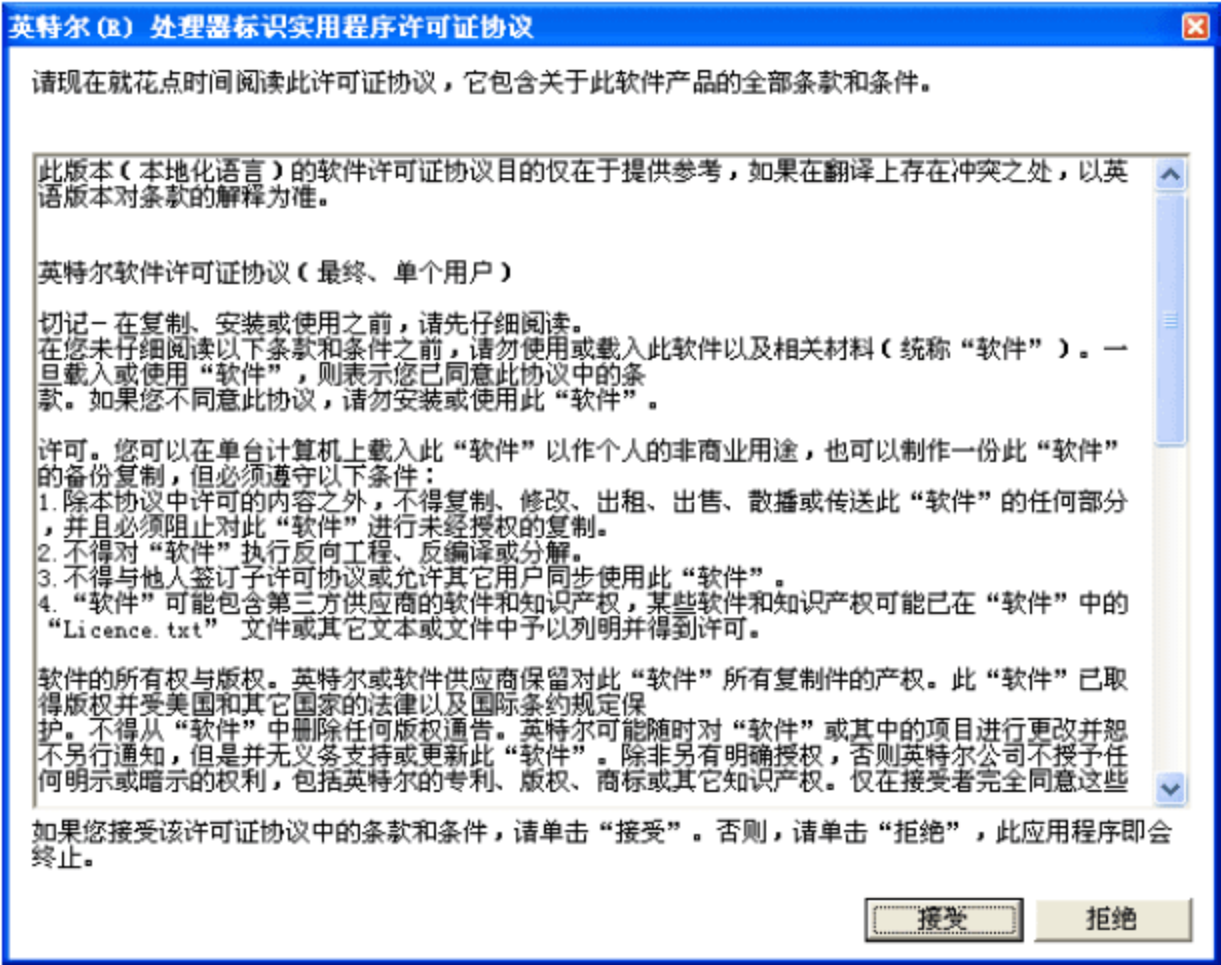 英特尔(R) 处理器标识实用程序许可证协议
请现在就花点时间阅读此许可证协议，它包含关于此软件产品的全部条款和条件。
此版本(本地化语言)的软件许可证协议目的仅在于提供参考，如果在翻译上存在冲突之处，以英
语版本对条款的解释为准。
英特尔软件许可证协议(最终、单个用户)
切记－在复制、安装或使用之前，请先仔细阅读。
在您未仔细阅读以下条款和条件之前，请勿使用或载入此软件以及相关材料(统称“软件”)。一
旦载入或使用“软件”，则表示您已同意此协议中的条
款。如果您不同意此协议，请勿安装或使用此“软件”。
许可。您可以在单台计算机上载入此“软件”以作个人的非商业用途，也可以制作一份此“软件”
的备份复制，但必须遵守以下条件：
1.除本协议中许可的内容之外，不得复制、修改、出租、出售、散播或传送此“软件”的任何部分
，并且必须阻止对此“软件”进行未经授权的复制。
2.不得对“软件”执行反向工程、反编译或分解。
3.不得与他人签订子许可协议或允许其它用户同步使用此“软件”。
4.“软件”可能包含第三方供应商的软件和知识产权，某些软件和知识产权可能已在“软件”中的
“Licence.txt” 文件或其它文本或文件中予以列明并得到许可。
软件的所有权与版权。英特尔或软件供应商保留对此“软件”所有复制件的产权。此“软件”已取
得版权并受美国和其它国家的法律以及国际条约规定保
护。不得从“软件”中删除任何版权通告。英特尔可能随时对“软件”或其中的项目进行更改并恕
不另行通知，但是并无义务支持或更新此“软件”。除非另有明确授权，否则英特尔公司不授予任
何明示或暗示的权利，包括英特尔的专利、版权、商标或其它知识产权。仅在接受者完全同意这些
如果您接受该许可证协议中的条款和条件，请单击“接受”。否则，请单击“拒绝”，此应用程序即会
终止。
接受
拒绝